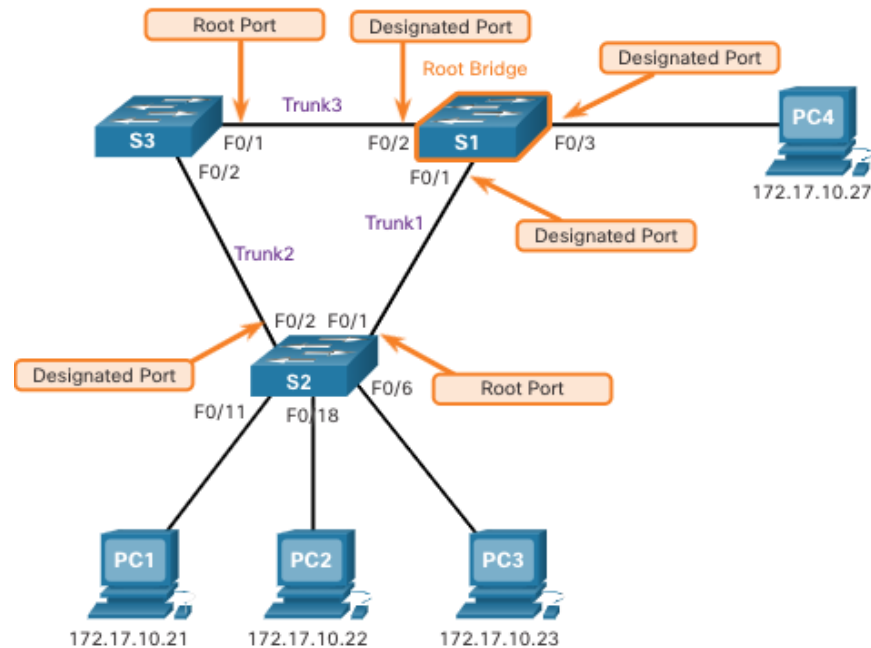 Root Port
Designated Port
Root Bridge
Designated Port
Trunk3
S3
F0/1
F0/2
S1
F0/3
PC4
F0/2
F0/1
172.17.10.27
Trunk1
Designated Port
Trunk2
F0/2
F0/1
Designated Port
S2
F0/6
Root Port
F0/11
F0/18
PC1
PC2
PC3
172.17.10.21
172.17.10.22
172.17.10.23